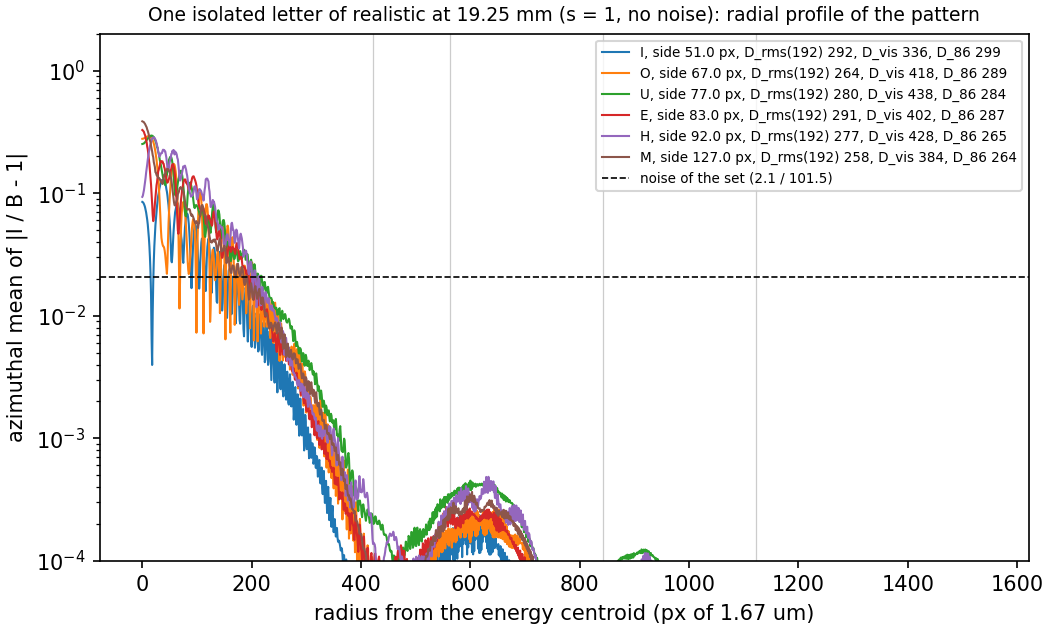 One isolated letter of realistic at 19.25 mm (s = 1, no noise): radial profile of the pattern
azimuthal mean of |I / B - 1|
10^0
10^-1
10^-2
10^-3
10^-4
I, side 51.0 px, D_rms(192) 292, D_vis 336, D_86 299
O, side 67.0 px, D_rms(192) 264, D_vis 418, D_86 289
U, side 77.0 px, D_rms(192) 280, D_vis 438, D_86 284
E, side 83.0 px, D_rms(192) 291, D_vis 402, D_86 287
H, side 92.0 px, D_rms(192) 277, D_vis 428, D_86 265
M, side 127.0 px, D_rms(192) 258, D_vis 384, D_86 264
noise of the set (2.1 / 101.5)
0 200 400 600 800 1000 1200 1400 1600
radius from the energy centroid (px of 1.67 um)